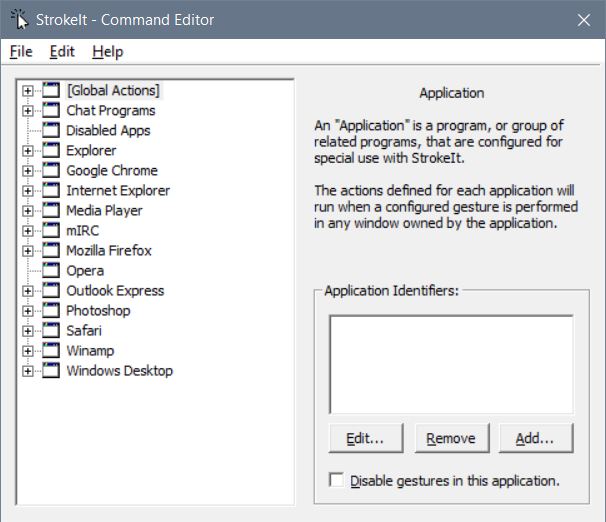 StrokeIt - Command Editor
File Edit Help
[Global Actions]
Chat Programs
Disabled Apps
Explorer
Google Chrome
Internet Explorer
Media Player
mIRC
Mozilla Firefox
Opera
Outlook Express
Photoshop
Safari
Winamp
Windows Desktop
Application
An "Application" is a program, or group of
related programs, that are configured for
special use with StrokeIt.
The actions defined for each application will
run when a configured gesture is performed
in any window owned by the application.
Application Identifiers:
Edit... Remove Add...
Disable gestures in this application.